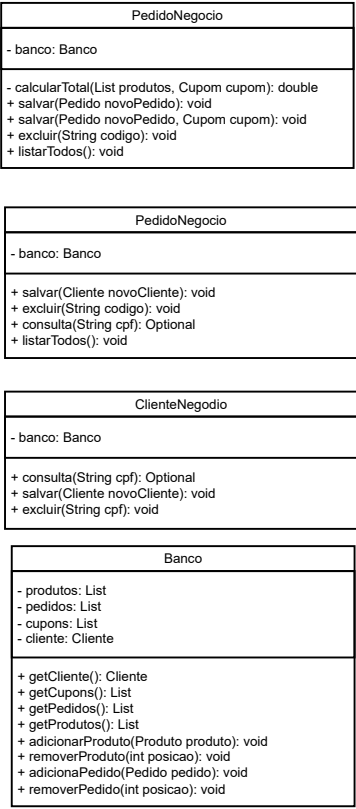 PedidoNegocio
- banco: Banco
- calcularTotal(List produtos, Cupom cupom): double
+ salvar(Pedido novoPedido): void
+ salvar(Pedido novoPedido, Cupom cupom): void
+ excluir(String codigo): void
+ listarTodos(): void
PedidoNegocio
- banco: Banco
+ salvar(Cliente novoCliente): void
+ excluir(String codigo): void
+ consulta(String cpf): Optional
+ listarTodos(): void
ClienteNegodio
- banco: Banco
+ consulta(String cpf): Optional
+ salvar(Cliente novoCliente): void
+ excluir(String cpf): void
Banco
- produtos: List
- pedidos: List
- cupons: List
- cliente: Cliente
+ getCliente(): Cliente
+ getCupons(): List
+ getPedidos(): List
+ getProdutos(): List
+ adicionarProduto(Produto produto): void
+ removerProduto(int posicao): void
+ adicionaPedido(Pedido pedido): void
+ removerPedido(int posicao): void